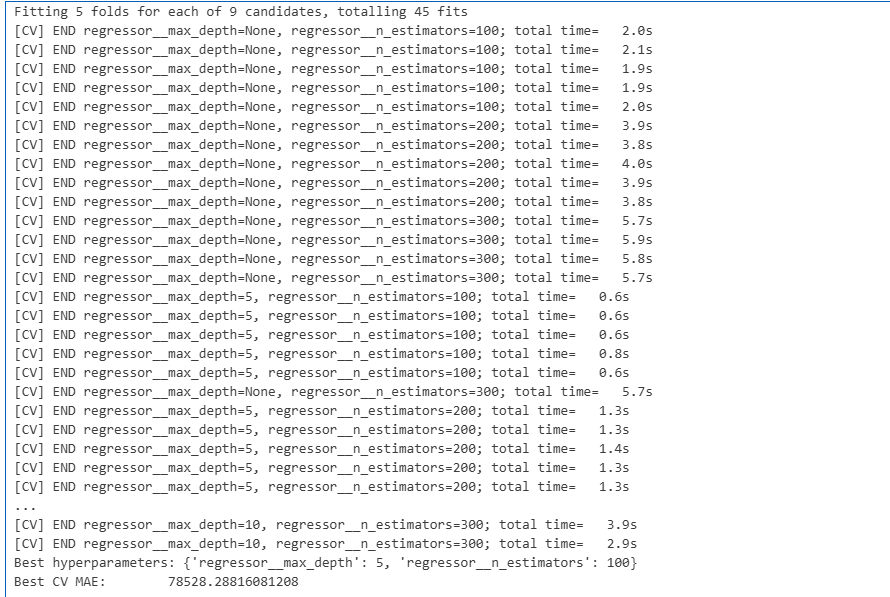 Fitting 5 folds for each of 9 candidates, totalling 45 fits
[CV] END regressor__max_depth=None, regressor__n_estimators=100; total time=   2.0s
[CV] END regressor__max_depth=None, regressor__n_estimators=100; total time=   2.1s
[CV] END regressor__max_depth=None, regressor__n_estimators=100; total time=   1.9s
[CV] END regressor__max_depth=None, regressor__n_estimators=100; total time=   1.9s
[CV] END regressor__max_depth=None, regressor__n_estimators=100; total time=   2.0s
[CV] END regressor__max_depth=None, regressor__n_estimators=200; total time=   3.9s
[CV] END regressor__max_depth=None, regressor__n_estimators=200; total time=   3.8s
[CV] END regressor__max_depth=None, regressor__n_estimators=200; total time=   4.0s
[CV] END regressor__max_depth=None, regressor__n_estimators=200; total time=   3.9s
[CV] END regressor__max_depth=None, regressor__n_estimators=200; total time=   3.8s
[CV] END regressor__max_depth=None, regressor__n_estimators=300; total time=   5.7s
[CV] END regressor__max_depth=None, regressor__n_estimators=300; total time=   5.9s
[CV] END regressor__max_depth=None, regressor__n_estimators=300; total time=   5.8s
[CV] END regressor__max_depth=None, regressor__n_estimators=300; total time=   5.7s
[CV] END regressor__max_depth=5, regressor__n_estimators=100; total time=   0.6s
[CV] END regressor__max_depth=5, regressor__n_estimators=100; total time=   0.6s
[CV] END regressor__max_depth=5, regressor__n_estimators=100; total time=   0.6s
[CV] END regressor__max_depth=5, regressor__n_estimators=100; total time=   0.8s
[CV] END regressor__max_depth=5, regressor__n_estimators=100; total time=   0.6s
[CV] END regressor__max_depth=None, regressor__n_estimators=300; total time=   5.7s
[CV] END regressor__max_depth=5, regressor__n_estimators=200; total time=   1.3s
[CV] END regressor__max_depth=5, regressor__n_estimators=200; total time=   1.3s
[CV] END regressor__max_depth=5, regressor__n_estimators=200; total time=   1.4s
[CV] END regressor__max_depth=5, regressor__n_estimators=200; total time=   1.3s
[CV] END regressor__max_depth=5, regressor__n_estimators=200; total time=   1.3s
...
[CV] END regressor__max_depth=10, regressor__n_estimators=300; total time=   3.9s
[CV] END regressor__max_depth=10, regressor__n_estimators=300; total time=   2.9s
Best hyperparameters: {'regressor__max_depth': 5, 'regressor__n_estimators': 100}
Best CV MAE:        78528.28816081208